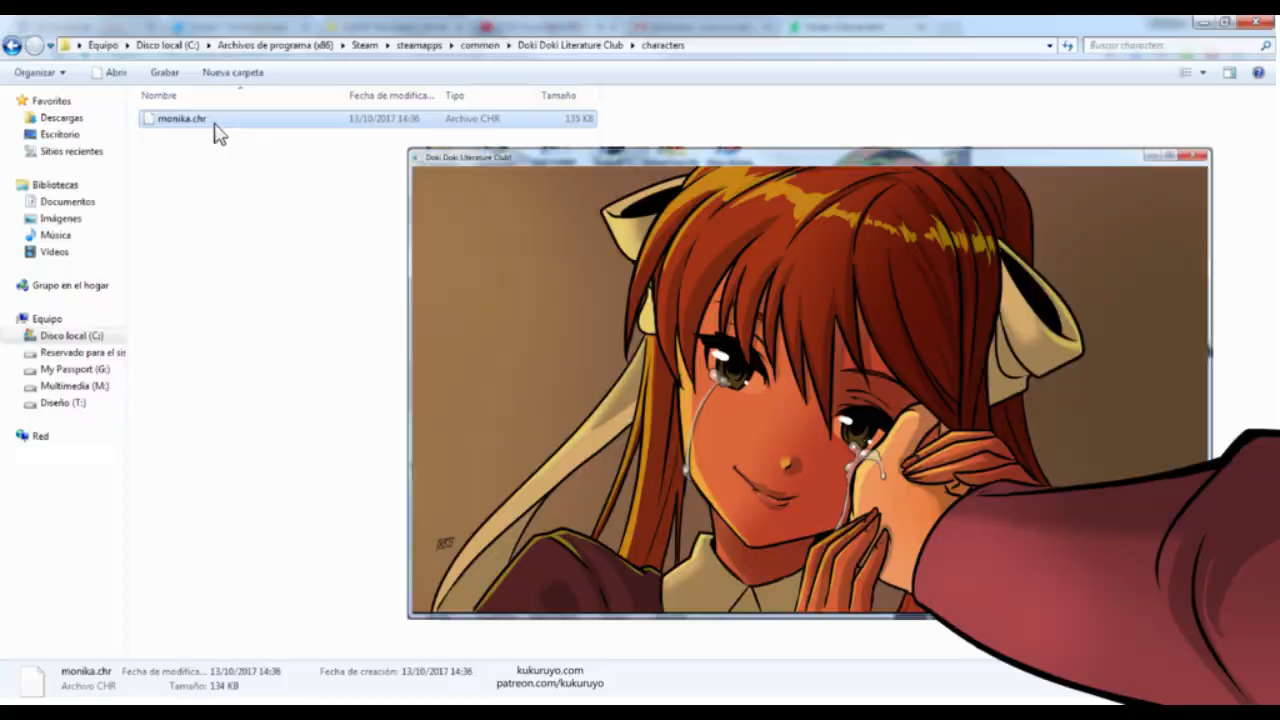 Equipo
Disco local (C:)
Archivos de programa (x86)
Steam
steamapps
common
Doki Doki Literature Club
characters
Buscar characters
Organizar
Abrir
Grabar
Nueva carpeta
Favoritos
Descargas
Escritorio
Sitios recientes
Bibliotecas
Documentos
Imágenes
Música
Vídeos
Grupo en el hogar
Equipo
Disco local (C:)
Reservado para el si
My Passport (G:)
Multimedia (M:)
Diseño (T:)
Red
Nombre Fecha de modifica... Tipo Tamaño
monika.chr 13/10/2017 14:36 Archivo CHR 135 KB
Doki Doki Literature Club!
monika.chr Fecha de modifica... 13/10/2017 14:36 Fecha de creación: 13/10/2017 14:36
Archivo CHR Tamaño: 134 KB
kukuruyo.com
patreon.com/kukuruyo